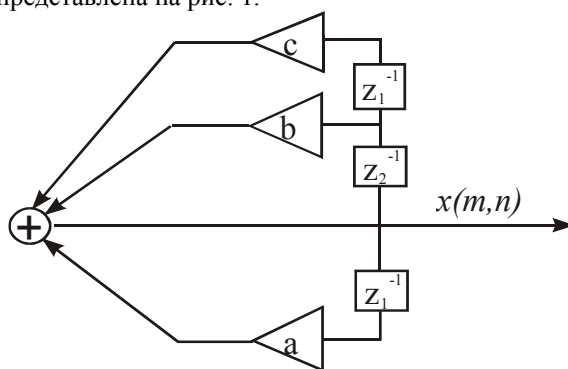 представлена на рис. 1.
c
z₁⁻¹
b
z₂⁻¹
x(m,n)
+
z₁⁻¹
a